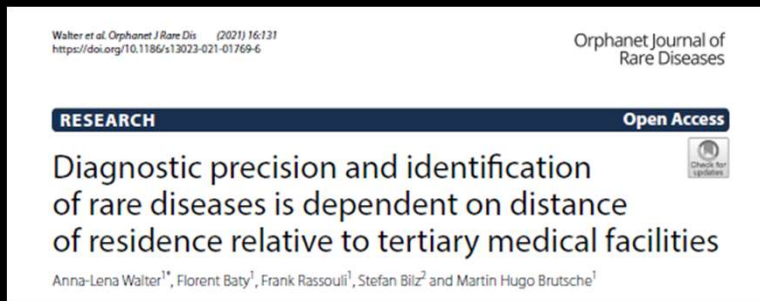 Walter et al. Orphanet J Rare Dis (2021) 16:131
https://doi.org/10.1186/s13023-021-01769-6
Orphanet Journal of
Rare Diseases
RESEARCH
Open Access
Check for
updates
Diagnostic precision and identification
of rare diseases is dependent on distance
of residence relative to tertiary medical facilities
Anna-Lena Walter1*, Florent Baty1, Frank Rassouli1, Stefan Bilz2 and Martin Hugo Brutsche1